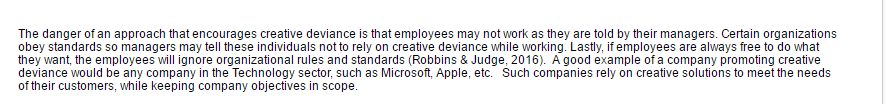 The danger of an approach that encourages creative deviance is that employees may not work as they are told by their managers. Certain organizations
obey standards so managers may tell these individuals not to rely on creative deviance while working. Lastly, if employees are always free to do what
they want, the employees will ignore organizational rules and standards (Robbins & Judge, 2016).  A good example of a company promoting creative
deviance would be any company in the Technology sector, such as Microsoft, Apple, etc.   Such companies rely on creative solutions to meet the needs
of their customers, while keeping company objectives in scope.